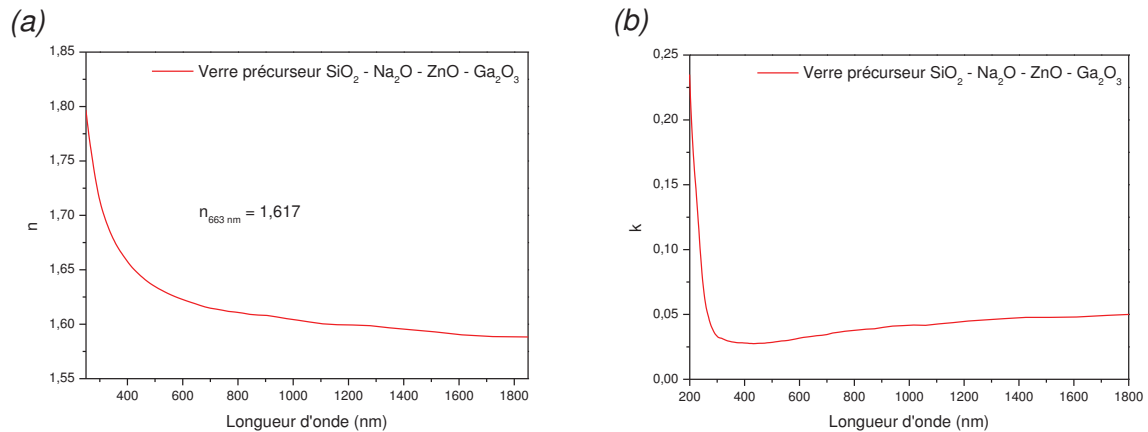 (a)
1,85
1,80
1,75
1,70
1,65
1,60
1,55
n
Verre précurseur SiO₂ - Na₂O - ZnO - Ga₂O₃
n₆₆₃ ₙₘ = 1,617
400 600 800 1000 1200 1400 1600 1800
Longueur d'onde (nm)
(b)
0,25
0,20
0,15
0,10
0,05
0,00
k
Verre précurseur SiO₂ - Na₂O - ZnO - Ga₂O₃
200 400 600 800 1000 1200 1400 1600 1800
Longueur d'onde (nm)